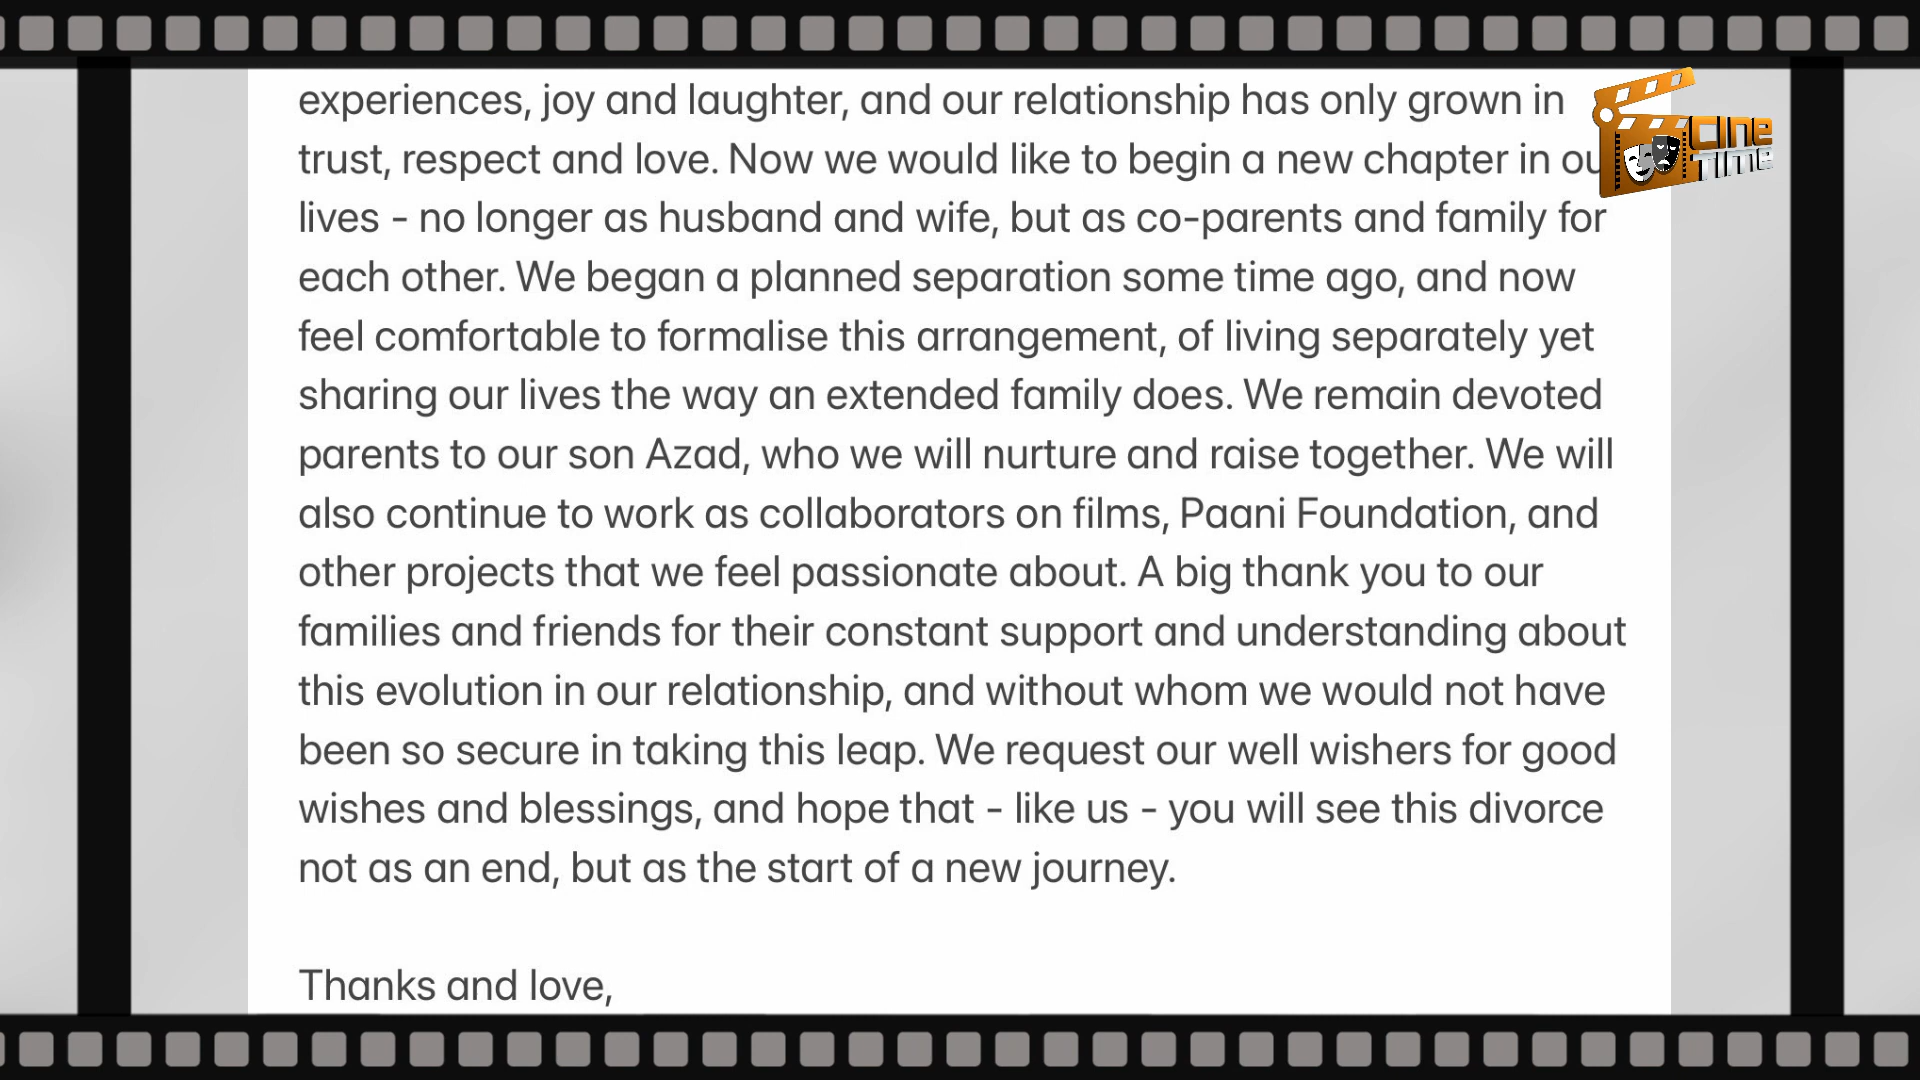 experiences, joy and laughter, and our relationship has only grown in
trust, respect and love. Now we would like to begin a new chapter in ou
lives - no longer as husband and wife, but as co-parents and family for
each other. We began a planned separation some time ago, and now
feel comfortable to formalise this arrangement, of living separately yet
sharing our lives the way an extended family does. We remain devoted
parents to our son Azad, who we will nurture and raise together. We will
also continue to work as collaborators on films, Paani Foundation, and
other projects that we feel passionate about. A big thank you to our
families and friends for their constant support and understanding about
this evolution in our relationship, and without whom we would not have
been so secure in taking this leap. We request our well wishers for good
wishes and blessings, and hope that - like us - you will see this divorce
not as an end, but as the start of a new journey.
Thanks and love,
CINE
TIME